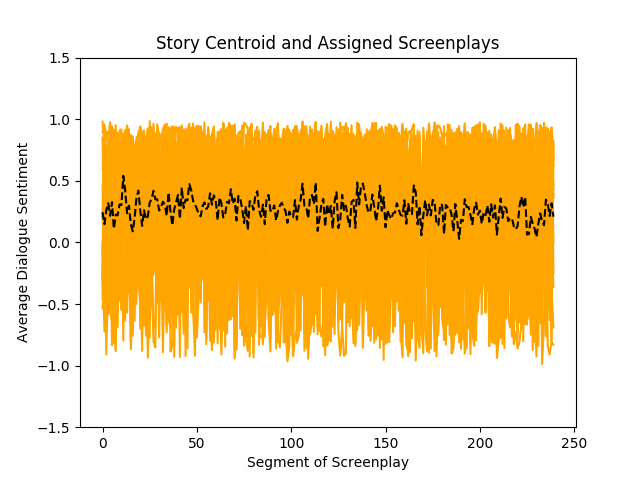 Story Centroid and Assigned Screenplays
1.5
1.0
0.5
0.0
−0.5
−1.0
−1.5
Average Dialogue Sentiment
0 50 100 150 200 250
Segment of Screenplay